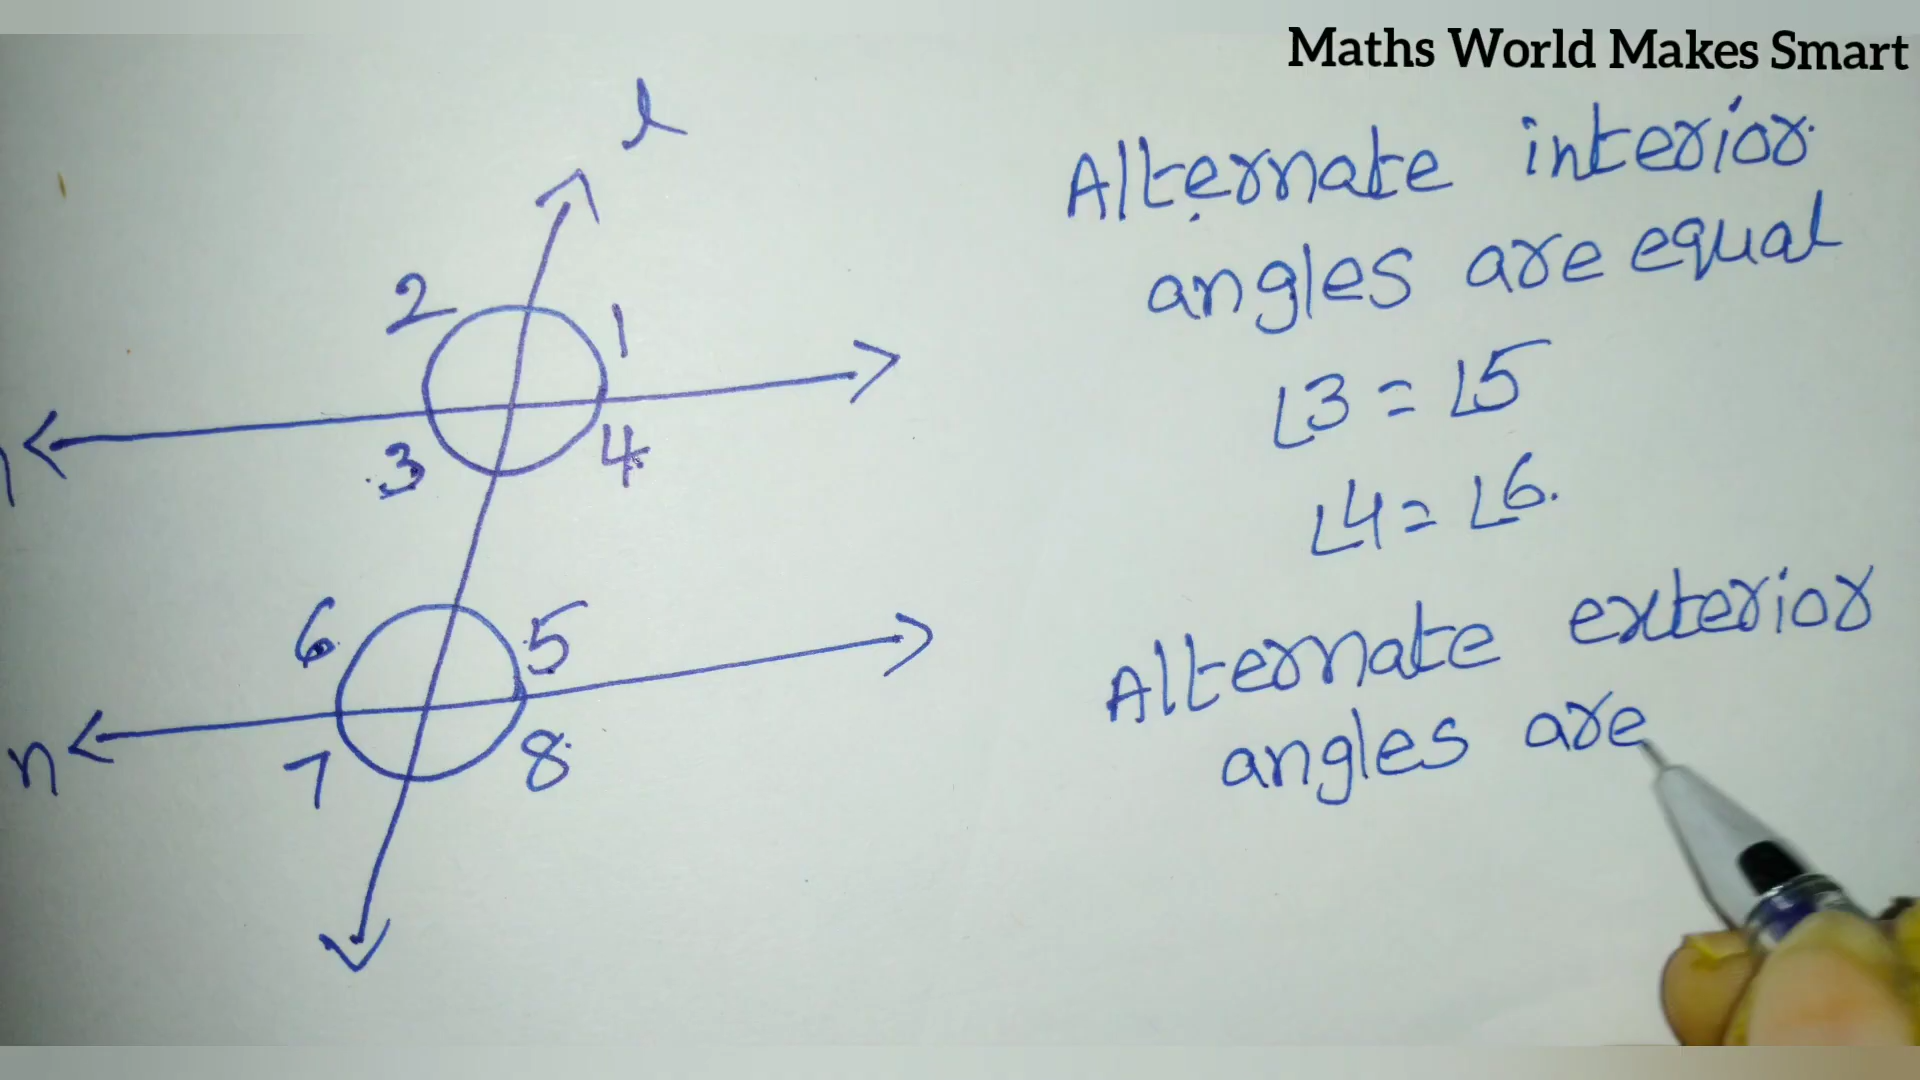 Maths World Makes Smart
l
Alternate interior
angles are equal
2
1
∠3 = ∠5
3
4
∠4 = ∠6.
6
5
Alternate exterior
angles are
n
7
8